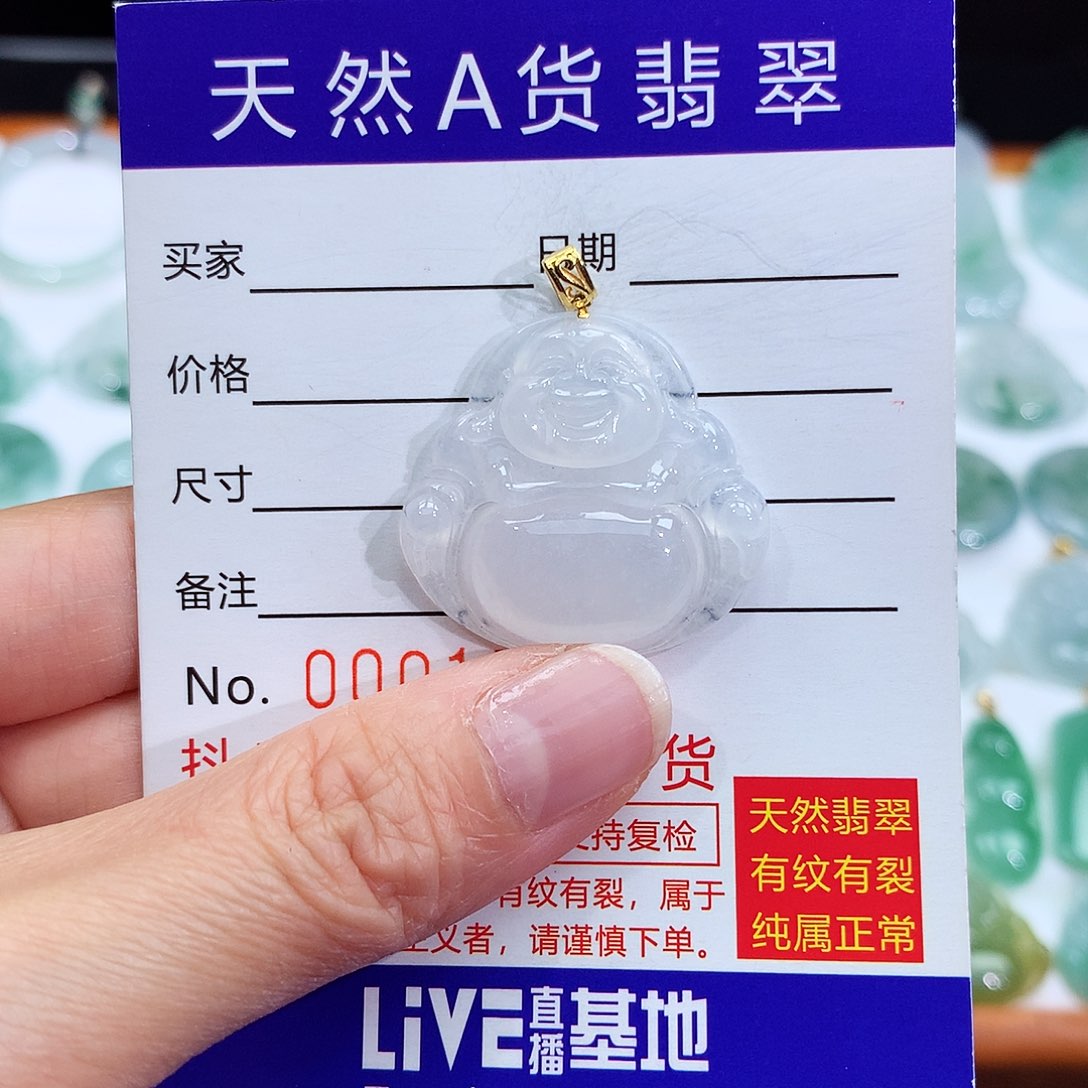 天然A货翡翠
买家 日期
价格
尺寸
备注
No. 0001
抖 货
持复检
有纹有裂，属于
主义者，请谨慎下单。
天然翡翠
有纹有裂
纯属正常
LiVE直播基地